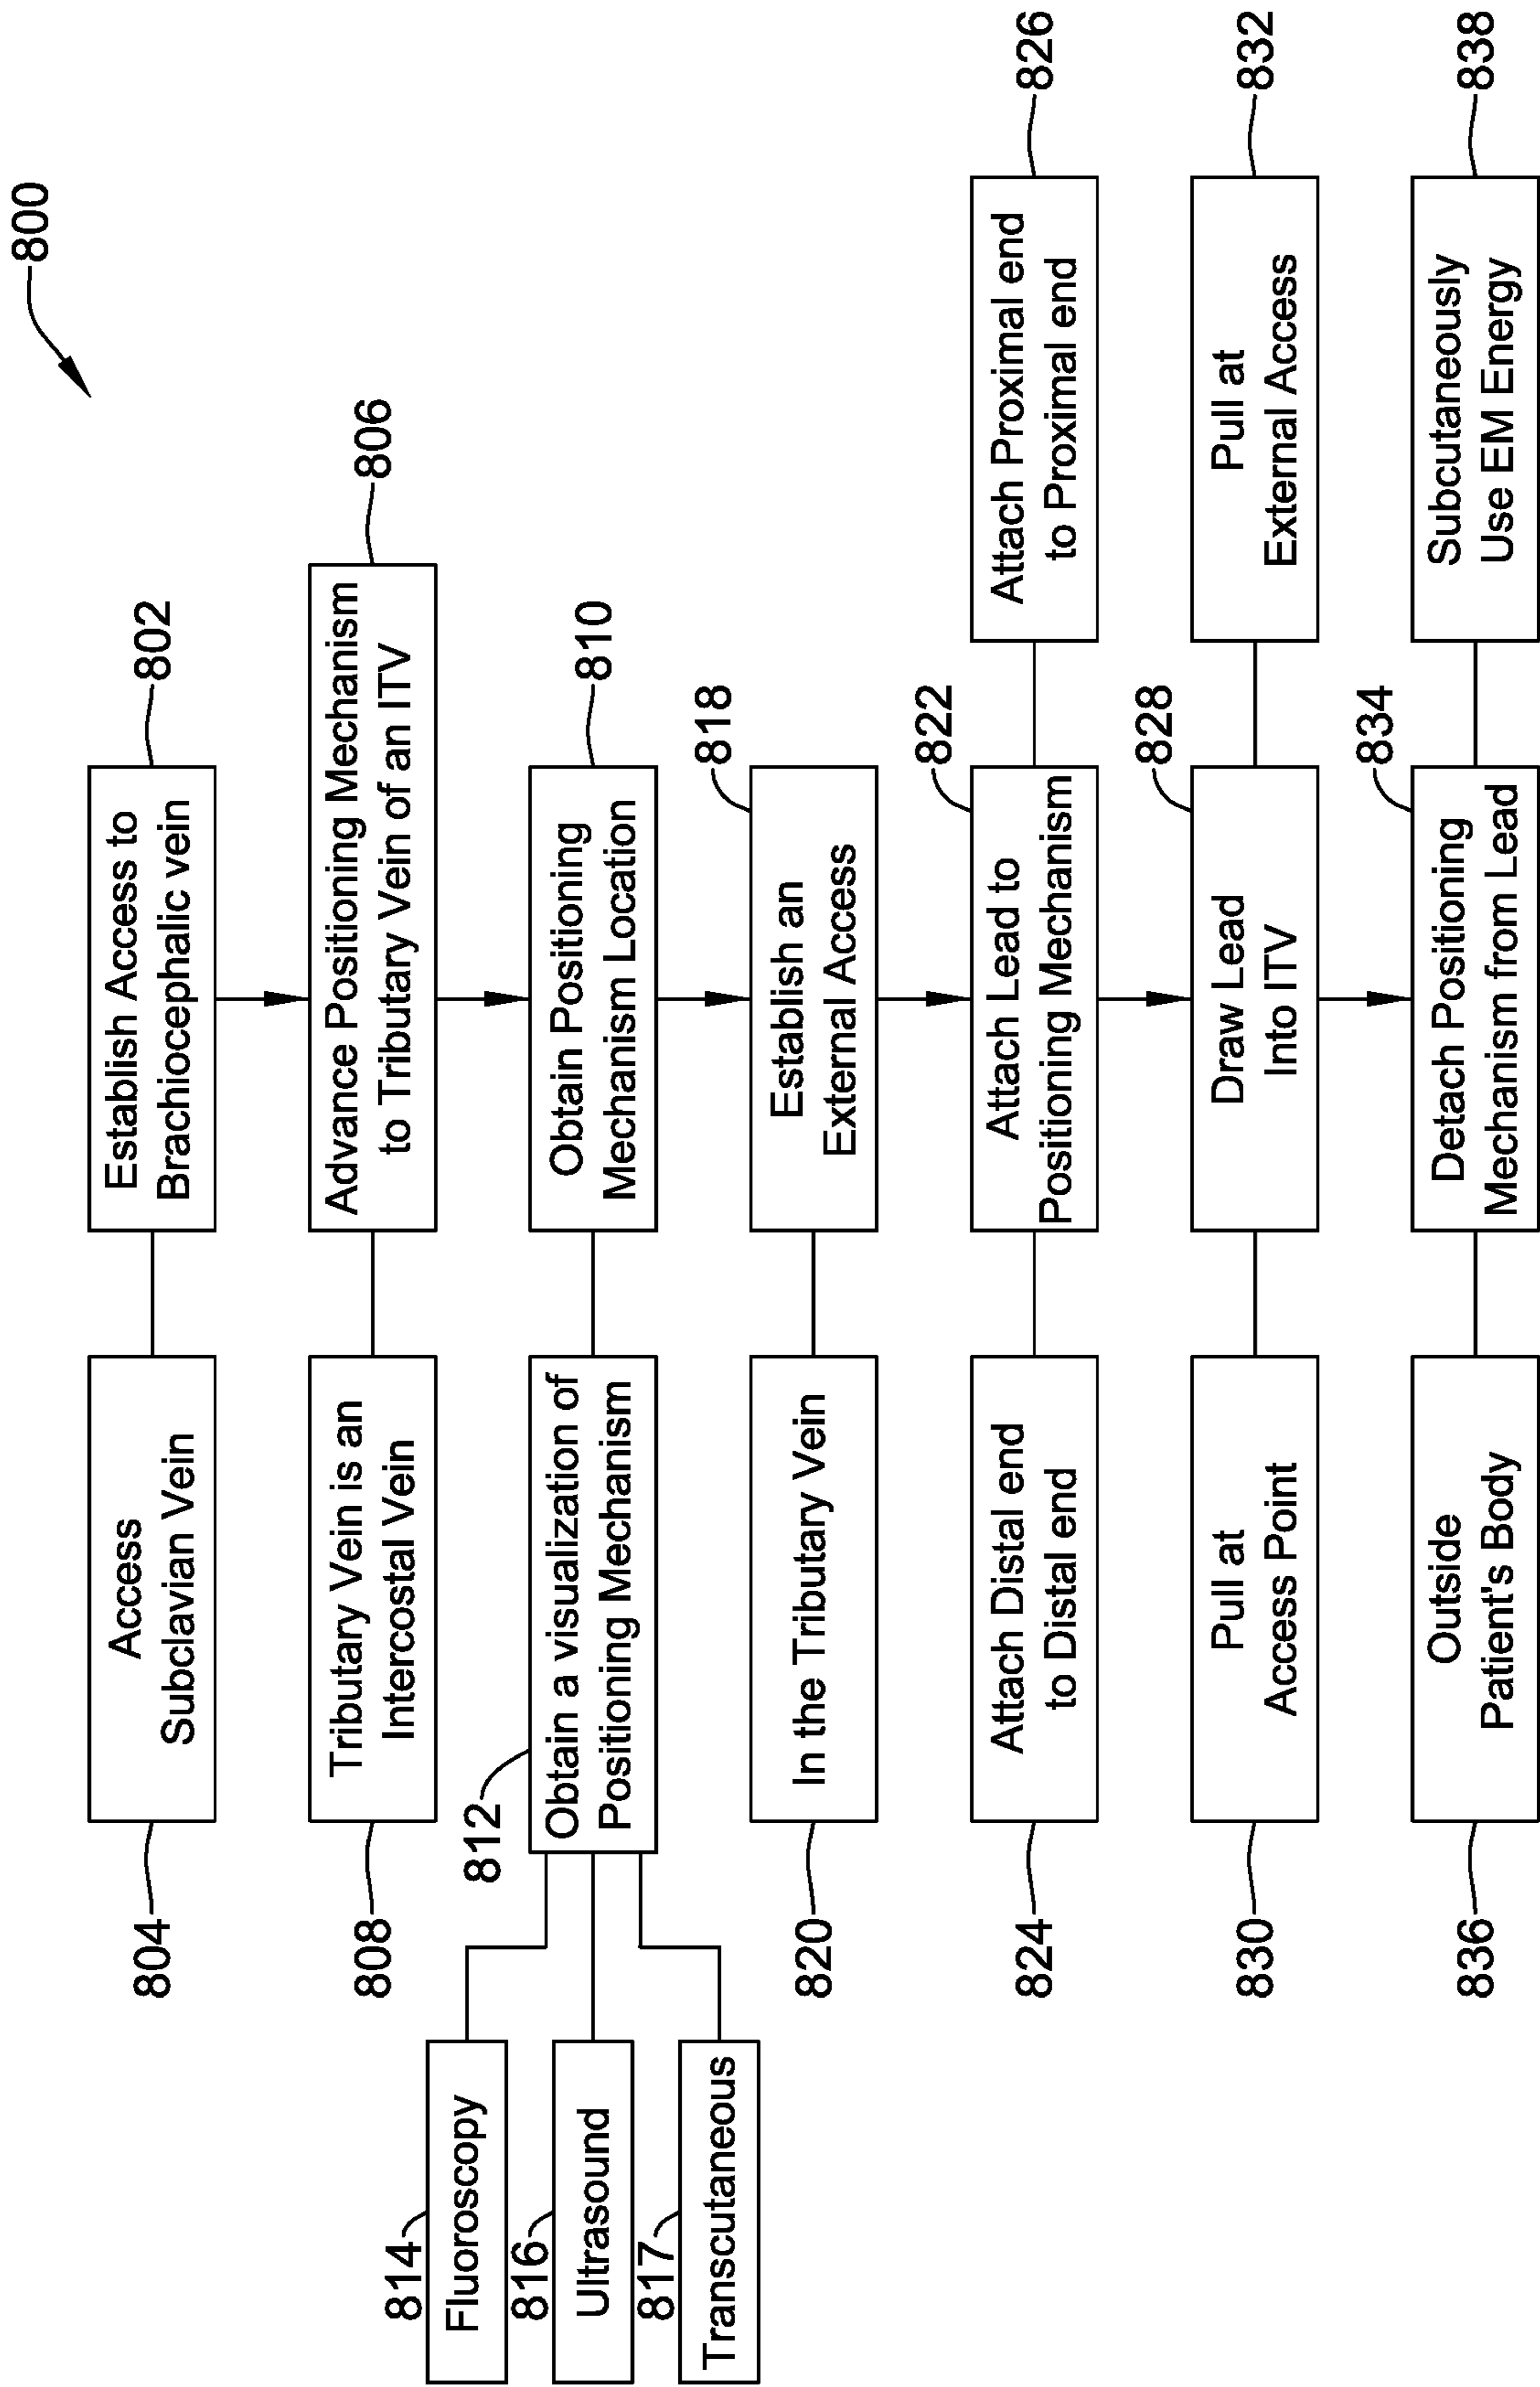 800
Access
Subclavian Vein
804
Establish Access to
Brachiocephalic vein
802
Tributary Vein is an
Intercostal Vein
808
Advance Positioning Mechanism
to Tributary Vein of an ITV
806
814
Fluoroscopy
816
Ultrasound
817
Transcutaneous
812
Obtain a visualization of
Positioning Mechanism
Obtain Positioning
Mechanism Location
810
820
In the Tributary Vein
Establish an
External Access
818
824
Attach Distal end
to Distal end
Attach Lead to
Positioning Mechanism
822
Attach Proximal end
to Proximal end
826
830
Pull at
Access Point
Draw Lead
Into ITV
828
Pull at
External Access
832
836
Outside
Patient's Body
Detach Positioning
Mechanism from Lead
834
Subcutaneously
Use EM Energy
838